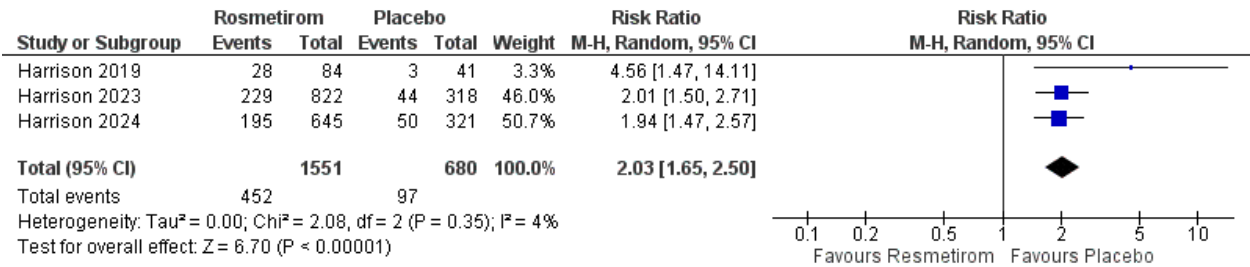 Rosmetirom Placebo Risk Ratio Risk Ratio
Study or Subgroup Events Total Events Total Weight M-H, Random, 95% CI M-H, Random, 95% CI
Harrison 2019 28 84 3 41 3.3% 4.56 [1.47, 14.11]
Harrison 2023 229 822 44 318 46.0% 2.01 [1.50, 2.71]
Harrison 2024 195 645 50 321 50.7% 1.94 [1.47, 2.57]
Total (95% CI) 1551 680 100.0% 2.03 [1.65, 2.50]
Total events 452 97
Heterogeneity: Tau² = 0.00; Chi² = 2.08, df = 2 (P = 0.35); I² = 4%
Test for overall effect: Z = 6.70 (P < 0.00001)
0.1 0.2 0.5 1 2 5 10
Favours Resmetirom Favours Placebo